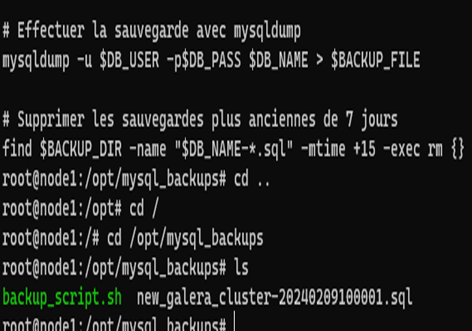 # Effectuer la sauvegarde avec mysqldump
mysqldump -u $DB_USER -p$DB_PASS $DB_NAME > $BACKUP_FILE
# Supprimer les sauvegardes plus anciennes de 7 jours
find $BACKUP_DIR -name "$DB_NAME-*.sql" -mtime +15 -exec rm {}
root@node1:/opt/mysql_backups# cd ..
root@node1:/opt# cd /
root@node1:/# cd /opt/mysql_backups
root@node1:/opt/mysql_backups# ls
backup_script.sh new_galera_cluster-20240209100001.sql
root@node1:/opt/mysql_backups#